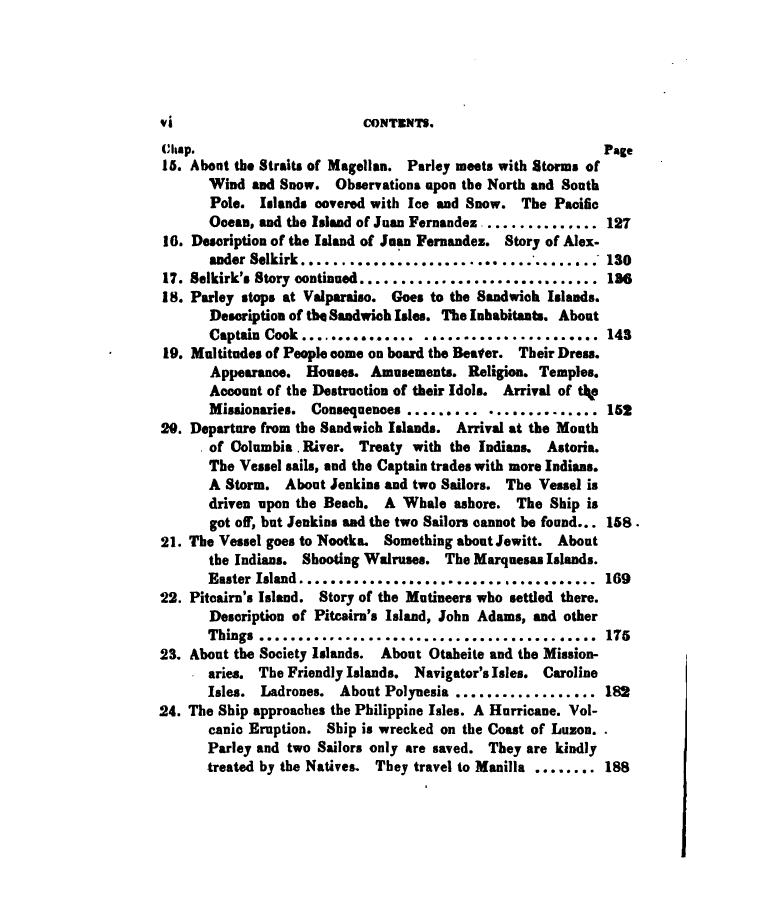 vi CONTENTS.
Chap. Page
15. About the Straits of Magellan. Parley meets with Storms of
Wind and Snow. Observations upon the North and South
Pole. Islands covered with Ice and Snow. The Pacific
Ocean, and the Island of Juan Fernandez ............... 127
16. Description of the Island of Juan Fernandez. Story of Alex-
ander Selkirk.................................... 130
17. Selkirk's Story continued.............................. 136
18. Parley stops at Valparaiso. Goes to the Sandwich Islands.
Description of the Sandwich Isles. The Inhabitants. About
Captain Cook .................................... 143
19. Multitudes of People come on board the Beaver. Their Dress.
Appearance. Houses. Amusements. Religion. Temples.
Account of the Destruction of their Idols. Arrival of the
Missionaries. Consequences ....................... 152
20. Departure from the Sandwich Islands. Arrival at the Mouth
of Columbia River. Treaty with the Indians. Astoria.
The Vessel sails, and the Captain trades with more Indians.
A Storm. About Jenkins and two Sailors. The Vessel is
driven upon the Beach. A Whale ashore. The Ship is
got off, but Jenkins and the two Sailors cannot be found... 158
21. The Vessel goes to Nootka. Something about Jewitt. About
the Indians. Shooting Walruses. The Marquesas Islands.
Easter Island...................................... 169
22. Pitcairn's Island. Story of the Mutineers who settled there.
Description of Pitcairn's Island, John Adams, and other
Things ........................................... 175
23. About the Society Islands. About Otaheite and the Mission-
aries. The Friendly Islands. Navigator's Isles. Caroline
Isles. Ladrones. About Polynesia .................. 182
24. The Ship approaches the Philippine Isles. A Hurricane. Vol-
canic Eruption. Ship is wrecked on the Coast of Luzon.
Parley and two Sailors only are saved. They are kindly
treated by the Natives. They travel to Manilla ........ 188